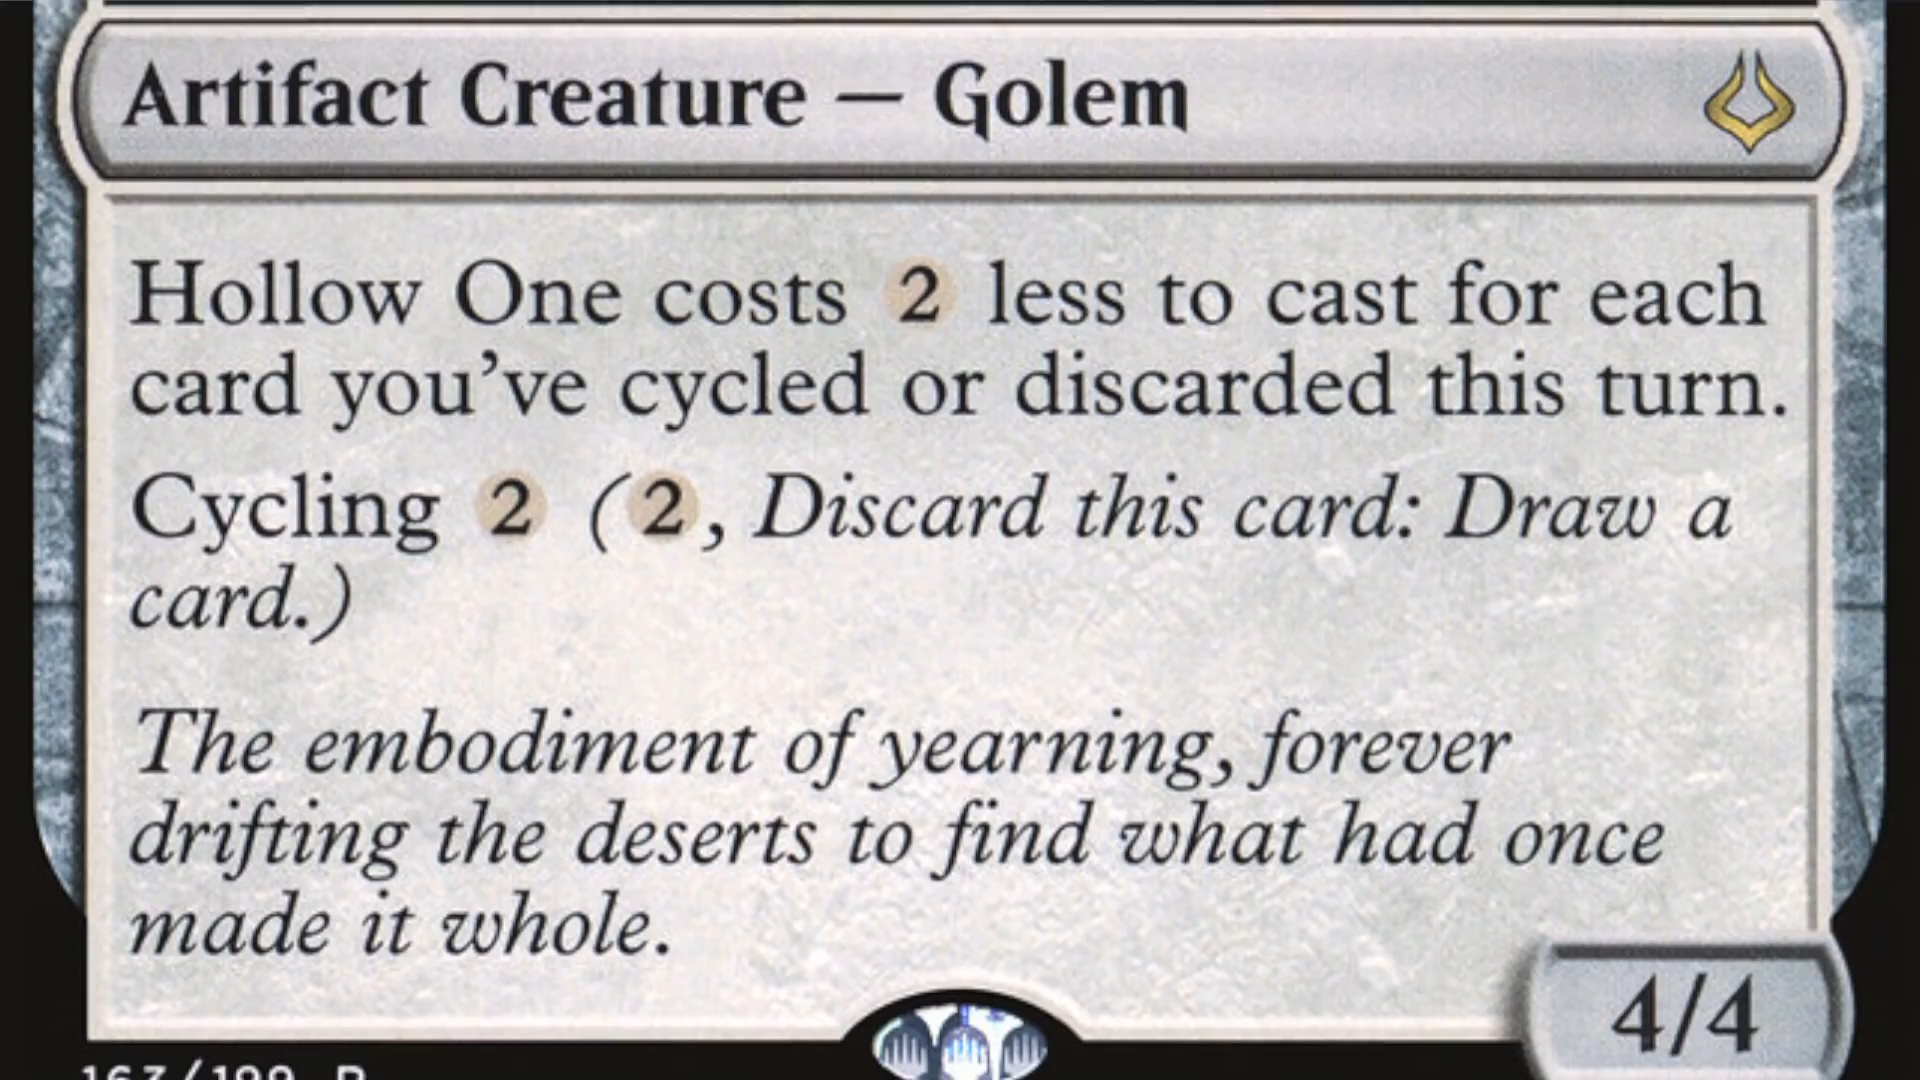 Artifact Creature — Golem
Hollow One costs 2 less to cast for each
card you've cycled or discarded this turn.
Cycling 2 (2, Discard this card: Draw a
card.)
The embodiment of yearning, forever
drifting the deserts to find what had once
made it whole.
4/4
163/199 R